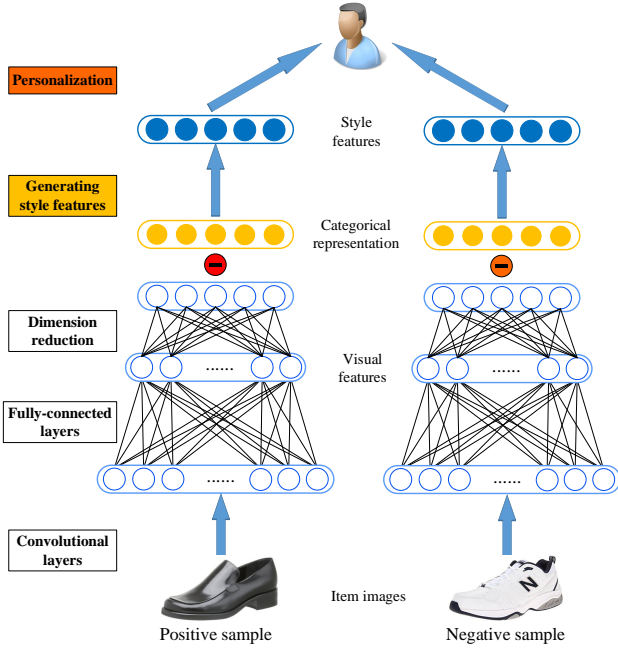 Personalization
Style
features
Generating
style features
Categorical
representation
Dimension
reduction
Visual
features
......
......
Fully-connected
layers
......
......
Convolutional
layers
Item images
N
Positive sample
Negative sample